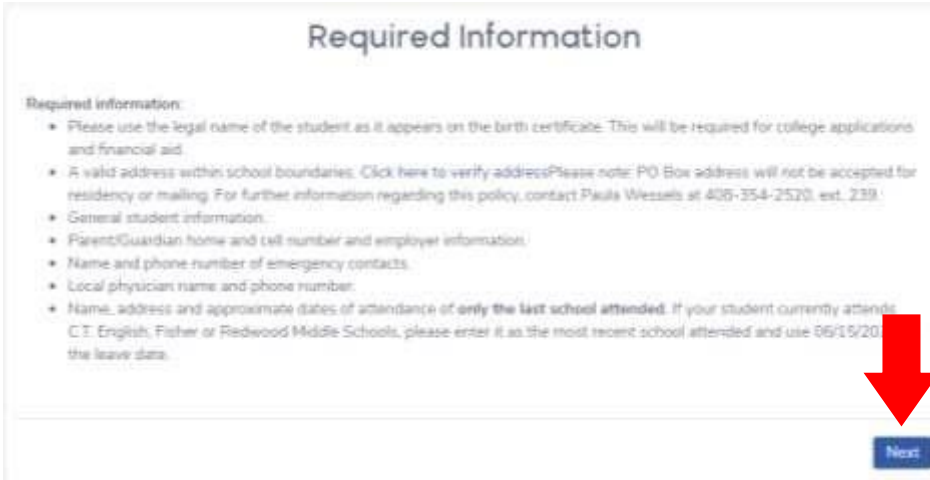 Required Information
Required information:
• Please use the legal name of the student as it appears on the birth certificate. This will be required for college applications
and financial aid.
• A valid address within school boundaries. Click here to verify addressPlease note: PO Box address will not be accepted for
residency or mailing. For further information regarding this policy, contact Paula Wessels at 408-354-2520, ext. 239.
• General student information.
• Parent/Guardian home and cell number and employer information.
• Name and phone number of emergency contacts.
• Local physician name and phone number.
• Name, address and approximate dates of attendance of only the last school attended. If your student currently attends
C.T. English, Fisher or Redwood Middle Schools, please enter it as the most recent school attended and use 06/15/20
the leave date.
Next